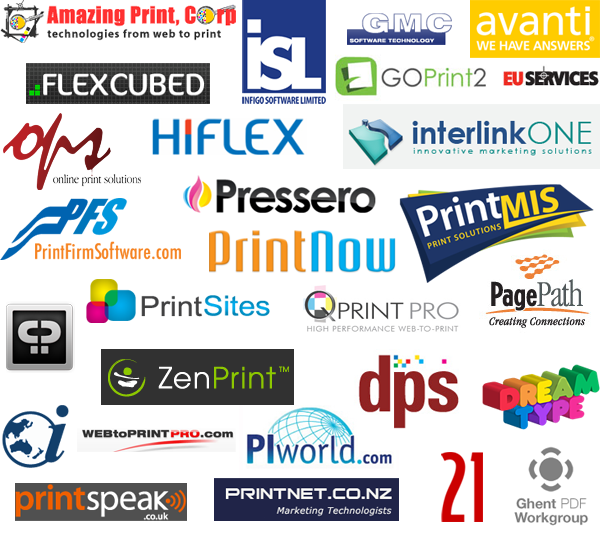 Amazing Print, Corp
technologies from web to print
isl
INFIGO SOFTWARE LIMITED
GMC
SOFTWARE TECHNOLOGY
avanti
WE HAVE ANSWERS®
FLEXCUBED
GOPrint2
EU SERVICES
ops
online print solutions
HIFLEX
interlinkONE
innovative marketing solutions
PFS
PrintFirmSoftware.com
Pressero
PrintMIS
PRINT SOLUTIONS
PrintNow
PrintSites
QPRINT PRO
HIGH PERFORMANCE WEB-TO-PRINT
PagePath
Creating Connections
ZenPrint™
dps
DREAM
TYPE
i
WEBtoPRINTPRO.com
PIworld.com
21
Ghent PDF
Workgroup
printspeak
.co.uk
PRINTNET.CO.NZ
Marketing Technologists